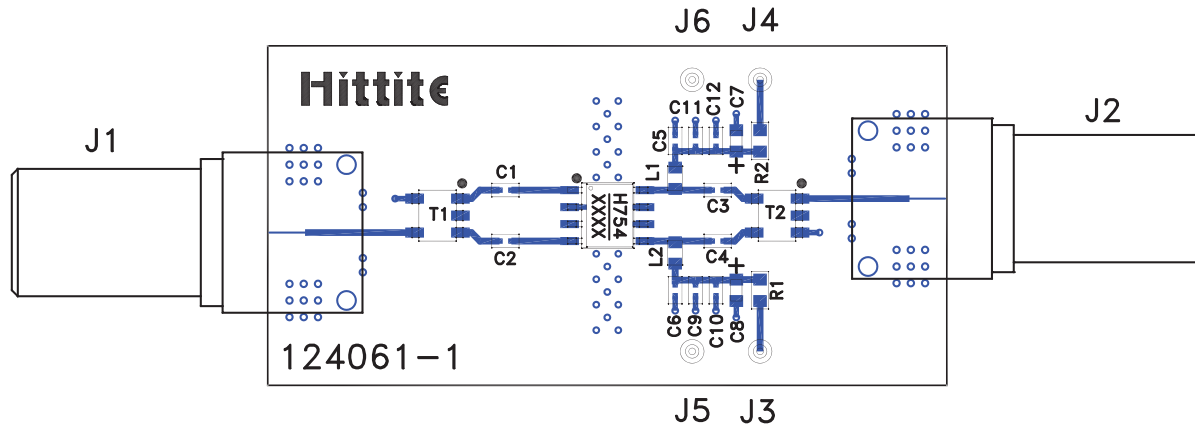 J6 J4
Hittite
J1
J2
C11
C12
C7
C5
L1
R2
C1
C3
T1
H754
XXXX
T2
C2
C4
L2
R1
C6
C9
C10
C8
124061-1
J5 J3